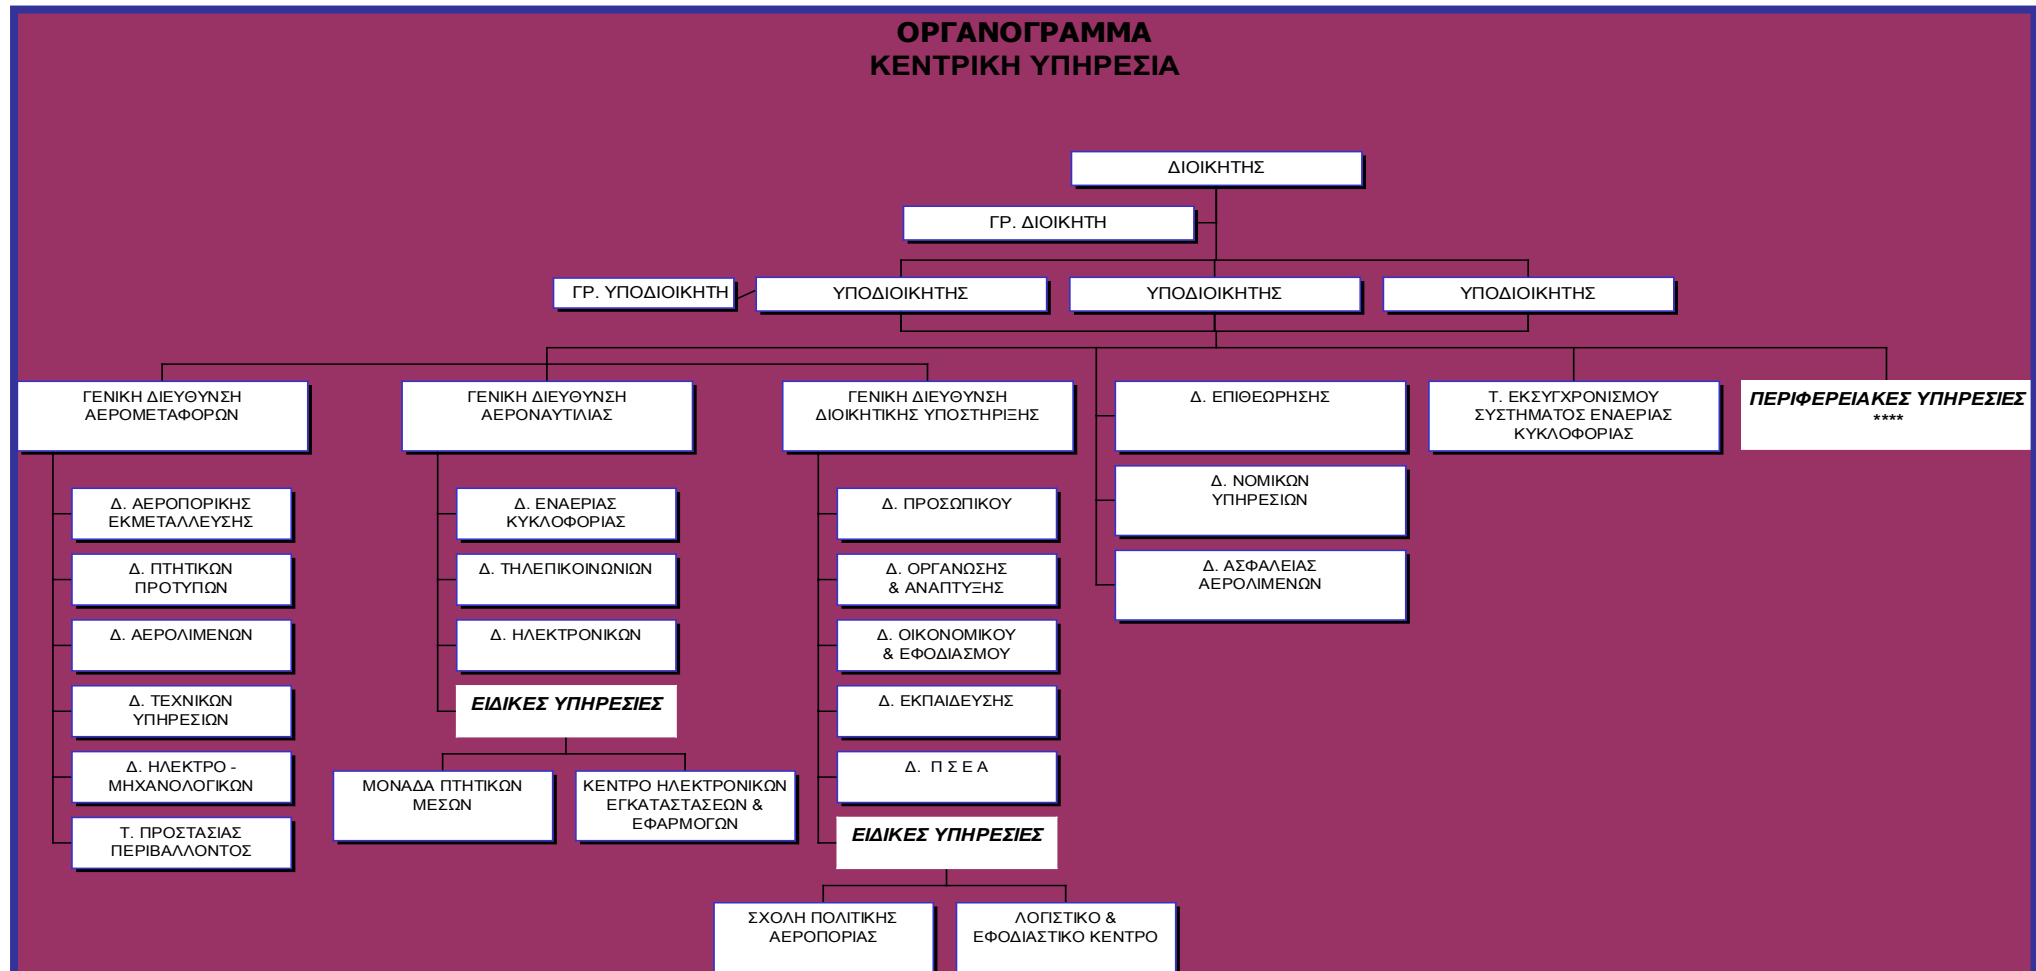 ΟΡΓΑΝΟΓΡΑΜΜΑ
ΚΕΝΤΡΙΚΗ ΥΠΗΡΕΣΙΑ
ΔΙΟΙΚΗΤΗΣ
ΓΡ. ΔΙΟΙΚΗΤΗ
ΓΡ. ΥΠΟΔΙΟΙΚΗΤΗ
ΥΠΟΔΙΟΙΚΗΤΗΣ
ΥΠΟΔΙΟΙΚΗΤΗΣ
ΥΠΟΔΙΟΙΚΗΤΗΣ
ΓΕΝΙΚΗ ΔΙΕΥΘΥΝΣΗ
ΑΕΡΟΜΕΤΑΦΟΡΩΝ
Δ. ΑΕΡΟΠΟΡΙΚΗΣ
ΕΚΜΕΤΑΛΛΕΥΣΗΣ
Δ. ΠΤΗΤΙΚΩΝ
ΠΡΟΤΥΠΩΝ
Δ. ΑΕΡΟΛΙΜΕΝΩΝ
Δ. ΤΕΧΝΙΚΩΝ
ΥΠΗΡΕΣΙΩΝ
Δ. ΗΛΕΚΤΡΟ -
ΜΗΧΑΝΟΛΟΓΙΚΩΝ
Τ. ΠΡΟΣΤΑΣΙΑΣ
ΠΕΡΙΒΑΛΛΟΝΤΟΣ
ΓΕΝΙΚΗ ΔΙΕΥΘΥΝΣΗ
ΑΕΡΟΝΑΥΤΙΛΙΑΣ
Δ. ΕΝΑΕΡΙΑΣ
ΚΥΚΛΟΦΟΡΙΑΣ
Δ. ΤΗΛΕΠΙΚΟΙΝΩΝΙΩΝ
Δ. ΗΛΕΚΤΡΟΝΙΚΩΝ
ΕΙΔΙΚΕΣ ΥΠΗΡΕΣΙΕΣ
ΜΟΝΑΔΑ ΠΤΗΤΙΚΩΝ
ΜΕΣΩΝ
ΚΕΝΤΡΟ ΗΛΕΚΤΡΟΝΙΚΩΝ
ΕΓΚΑΤΑΣΤΑΣΕΩΝ &
ΕΦΑΡΜΟΓΩΝ
ΓΕΝΙΚΗ ΔΙΕΥΘΥΝΣΗ
ΔΙΟΙΚΗΤΙΚΗΣ ΥΠΟΣΤΗΡΙΞΗΣ
Δ. ΠΡΟΣΩΠΙΚΟΥ
Δ. ΟΡΓΑΝΩΣΗΣ
& ΑΝΑΠΤΥΞΗΣ
Δ. ΟΙΚΟΝΟΜΙΚΟΥ
& ΕΦΟΔΙΑΣΜΟΥ
Δ. ΕΚΠΑΙΔΕΥΣΗΣ
Δ. Π Σ Ε Α
ΕΙΔΙΚΕΣ ΥΠΗΡΕΣΙΕΣ
ΣΧΟΛΗ ΠΟΛΙΤΙΚΗΣ
ΑΕΡΟΠΟΡΙΑΣ
ΛΟΓΙΣΤΙΚΟ &
ΕΦΟΔΙΑΣΤΙΚΟ ΚΕΝΤΡΟ
Δ. ΕΠΙΘΕΩΡΗΣΗΣ
Δ. ΝΟΜΙΚΩΝ
ΥΠΗΡΕΣΙΩΝ
Δ. ΑΣΦΑΛΕΙΑΣ
ΑΕΡΟΛΙΜΕΝΩΝ
Τ. ΕΚΣΥΓΧΡΟΝΙΣΜΟΥ
ΣΥΣΤΗΜΑΤΟΣ ΕΝΑΕΡΙΑΣ
ΚΥΚΛΟΦΟΡΙΑΣ
ΠΕΡΙΦΕΡΕΙΑΚΕΣ ΥΠΗΡΕΣΙΕΣ
****